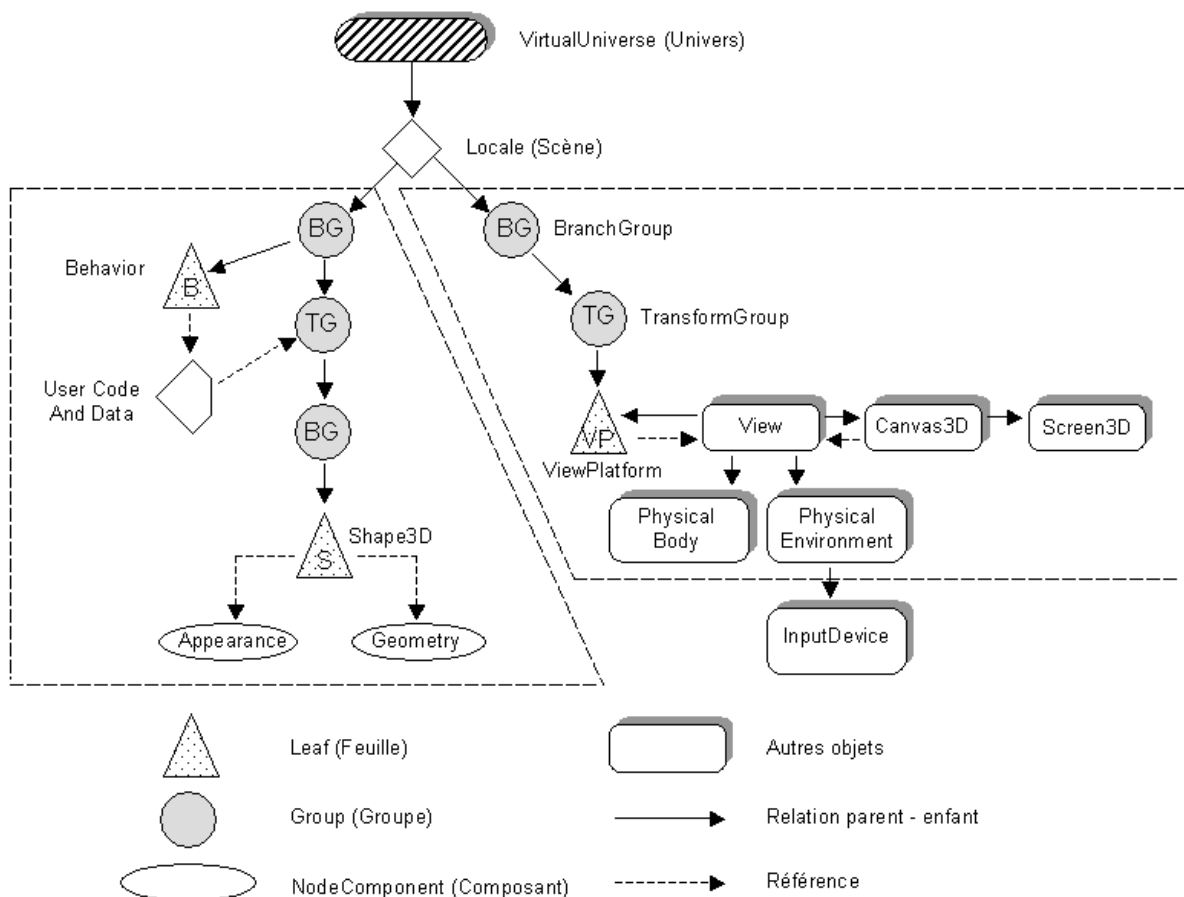 VirtualUniverse (Univers)
Locale (Scène)
BG
BG
BranchGroup
Behavior
B
TG
TG
TransformGroup
User Code
And Data
BG
VP
View
Canvas3D
Screen3D
ViewPlatform
Physical
Body
Physical
Environment
Shape3D
S
Appearance
Geometry
InputDevice
Leaf (Feuille)
Autres objets
Group (Groupe)
Relation parent - enfant
NodeComponent (Composant)
Référence